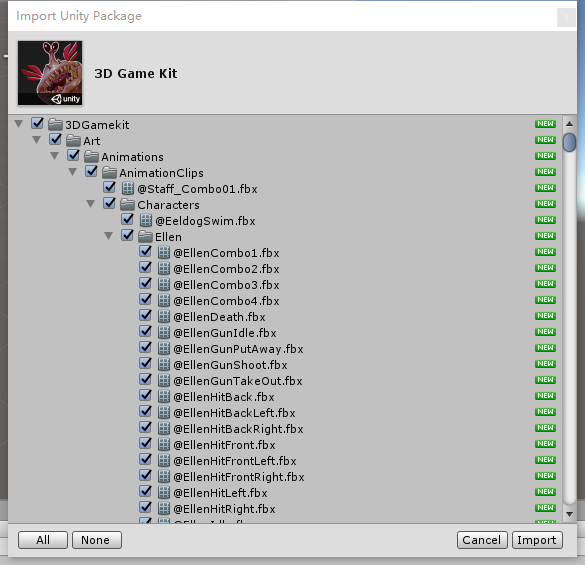 Import Unity Package
x
unity
3D Game Kit
3DGamekit NEW
Art NEW
Animations NEW
AnimationClips NEW
@Staff_Combo01.fbx NEW
Characters NEW
@EeldogSwim.fbx NEW
Ellen NEW
@EllenCombo1.fbx NEW
@EllenCombo2.fbx NEW
@EllenCombo3.fbx NEW
@EllenCombo4.fbx NEW
@EllenDeath.fbx NEW
@EllenGunIdle.fbx NEW
@EllenGunPutAway.fbx NEW
@EllenGunShoot.fbx NEW
@EllenGunTakeOut.fbx NEW
@EllenHitBack.fbx NEW
@EllenHitBackLeft.fbx NEW
@EllenHitBackRight.fbx NEW
@EllenHitFront.fbx NEW
@EllenHitFrontLeft.fbx NEW
@EllenHitFrontRight.fbx NEW
@EllenHitLeft.fbx NEW
@EllenHitRight.fbx NEW
All None Cancel Import